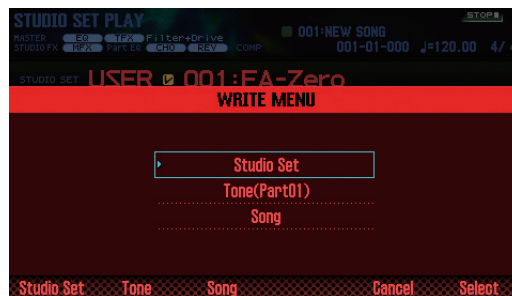 STUDIO SET PLAY
STOP
MASTER EQ TFX Filter+Drive
001:NEW SONG
STUDIO FX MFX Part EQ CHO REV COMP
001-01-000 ♩=120.00 4/
STUDIO SET USER 001:FA-Zero
WRITE MENU
Studio Set
Tone(Part01)
Song
Studio Set Tone Song Cancel Select